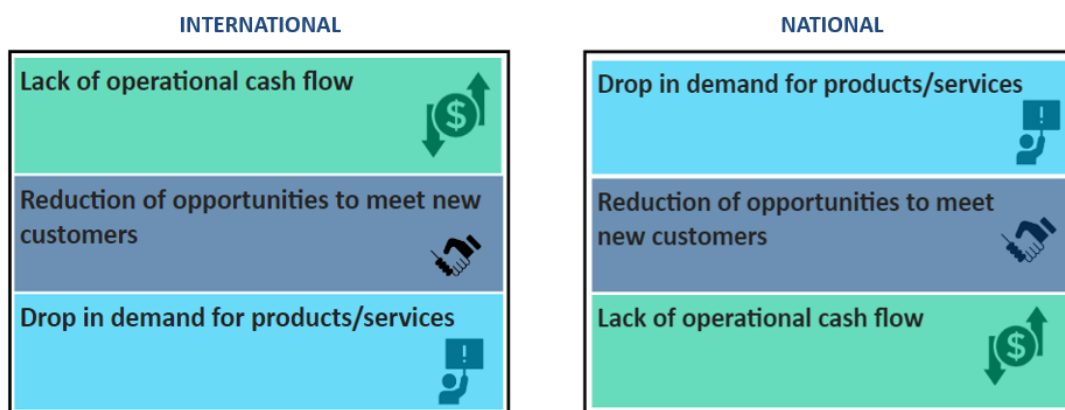 INTERNATIONAL
Lack of operational cash flow
$
Reduction of opportunities to meet new
customers
Drop in demand for products/services
!
NATIONAL
Drop in demand for products/services
!
Reduction of opportunities to meet
new customers
Lack of operational cash flow
$